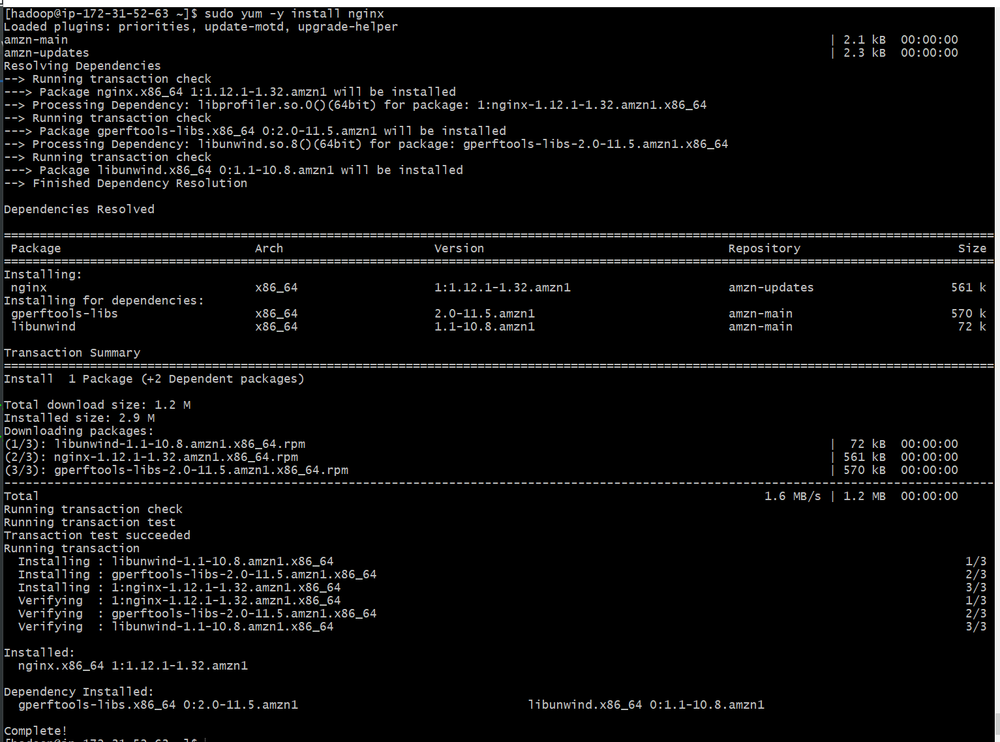 [hadoop@ip-172-31-52-63 ~]$ sudo yum -y install nginx
Loaded plugins: priorities, update-motd, upgrade-helper
amzn-main | 2.1 kB 00:00:00
amzn-updates | 2.3 kB 00:00:00
Resolving Dependencies
--> Running transaction check
---> Package nginx.x86_64 1:1.12.1-1.32.amzn1 will be installed
--> Processing Dependency: libprofiler.so.0()(64bit) for package: 1:nginx-1.12.1-1.32.amzn1.x86_64
--> Running transaction check
---> Package gperftools-libs.x86_64 0:2.0-11.5.amzn1 will be installed
--> Processing Dependency: libunwind.so.8()(64bit) for package: gperftools-libs-2.0-11.5.amzn1.x86_64
--> Running transaction check
---> Package libunwind.x86_64 0:1.1-10.8.amzn1 will be installed
--> Finished Dependency Resolution
Dependencies Resolved
Package Arch Version Repository Size
Installing:
nginx x86_64 1:1.12.1-1.32.amzn1 amzn-updates 561 k
Installing for dependencies:
gperftools-libs x86_64 2.0-11.5.amzn1 amzn-main 570 k
libunwind x86_64 1.1-10.8.amzn1 amzn-main 72 k
Transaction Summary
Install 1 Package (+2 Dependent packages)
Total download size: 1.2 M
Installed size: 2.9 M
Downloading packages:
(1/3): libunwind-1.1-10.8.amzn1.x86_64.rpm | 72 kB 00:00:00
(2/3): nginx-1.12.1-1.32.amzn1.x86_64.rpm | 561 kB 00:00:00
(3/3): gperftools-libs-2.0-11.5.amzn1.x86_64.rpm | 570 kB 00:00:00
Total 1.6 MB/s | 1.2 MB 00:00:00
Running transaction check
Running transaction test
Transaction test succeeded
Running transaction
Installing : libunwind-1.1-10.8.amzn1.x86_64 1/3
Installing : gperftools-libs-2.0-11.5.amzn1.x86_64 2/3
Installing : 1:nginx-1.12.1-1.32.amzn1.x86_64 3/3
Verifying : 1:nginx-1.12.1-1.32.amzn1.x86_64 1/3
Verifying : gperftools-libs-2.0-11.5.amzn1.x86_64 2/3
Verifying : libunwind-1.1-10.8.amzn1.x86_64 3/3
Installed:
nginx.x86_64 1:1.12.1-1.32.amzn1
Dependency Installed:
gperftools-libs.x86_64 0:2.0-11.5.amzn1 libunwind.x86_64 0:1.1-10.8.amzn1
Complete!
[hadoop@ip-172-31-52-63 ~]$